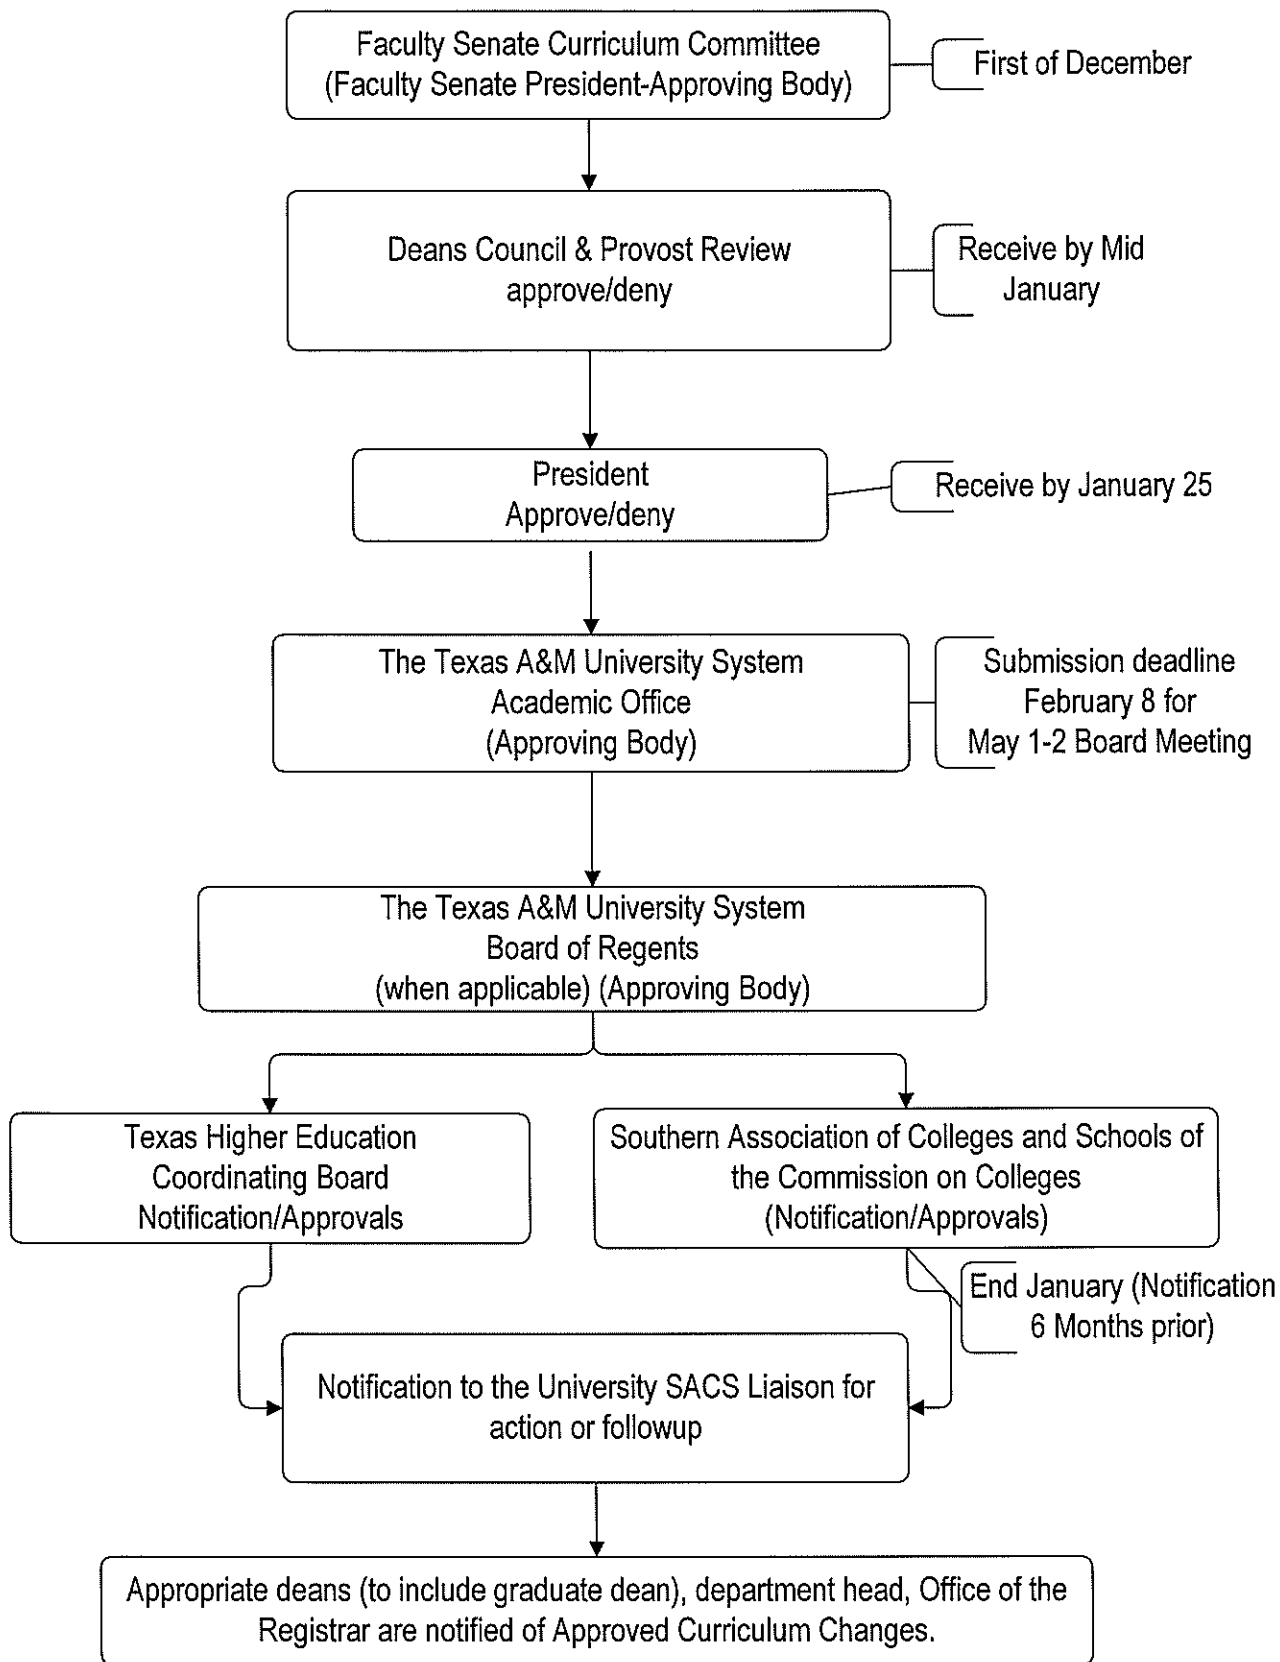 Faculty Senate Curriculum Committee
(Faculty Senate President-Approving Body)
First of December
Deans Council & Provost Review
approve/deny
Receive by Mid
January
President
Approve/deny
Receive by January 25
The Texas A&M University System
Academic Office
(Approving Body)
Submission deadline
February 8 for
May 1-2 Board Meeting
The Texas A&M University System
Board of Regents
(when applicable) (Approving Body)
Texas Higher Education
Coordinating Board
Notification/Approvals
Southern Association of Colleges and Schools of
the Commission on Colleges
(Notification/Approvals)
End January (Notification
6 Months prior)
Notification to the University SACS Liaison for
action or followup
Appropriate deans (to include graduate dean), department head, Office of the
Registrar are notified of Approved Curriculum Changes.